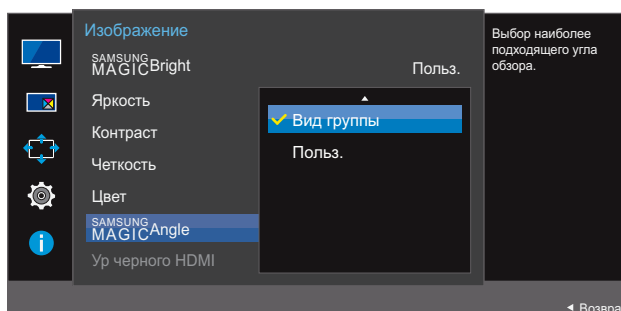 Изображение
SAMSUNG
MAGICBright
Польз.
Яркость
Контраст
Четкость
Цвет
SAMSUNG
MAGICAngle
Ур черного HDMI
Вид группы
Польз.
Выбор наиболее
подходящего угла
обзора.